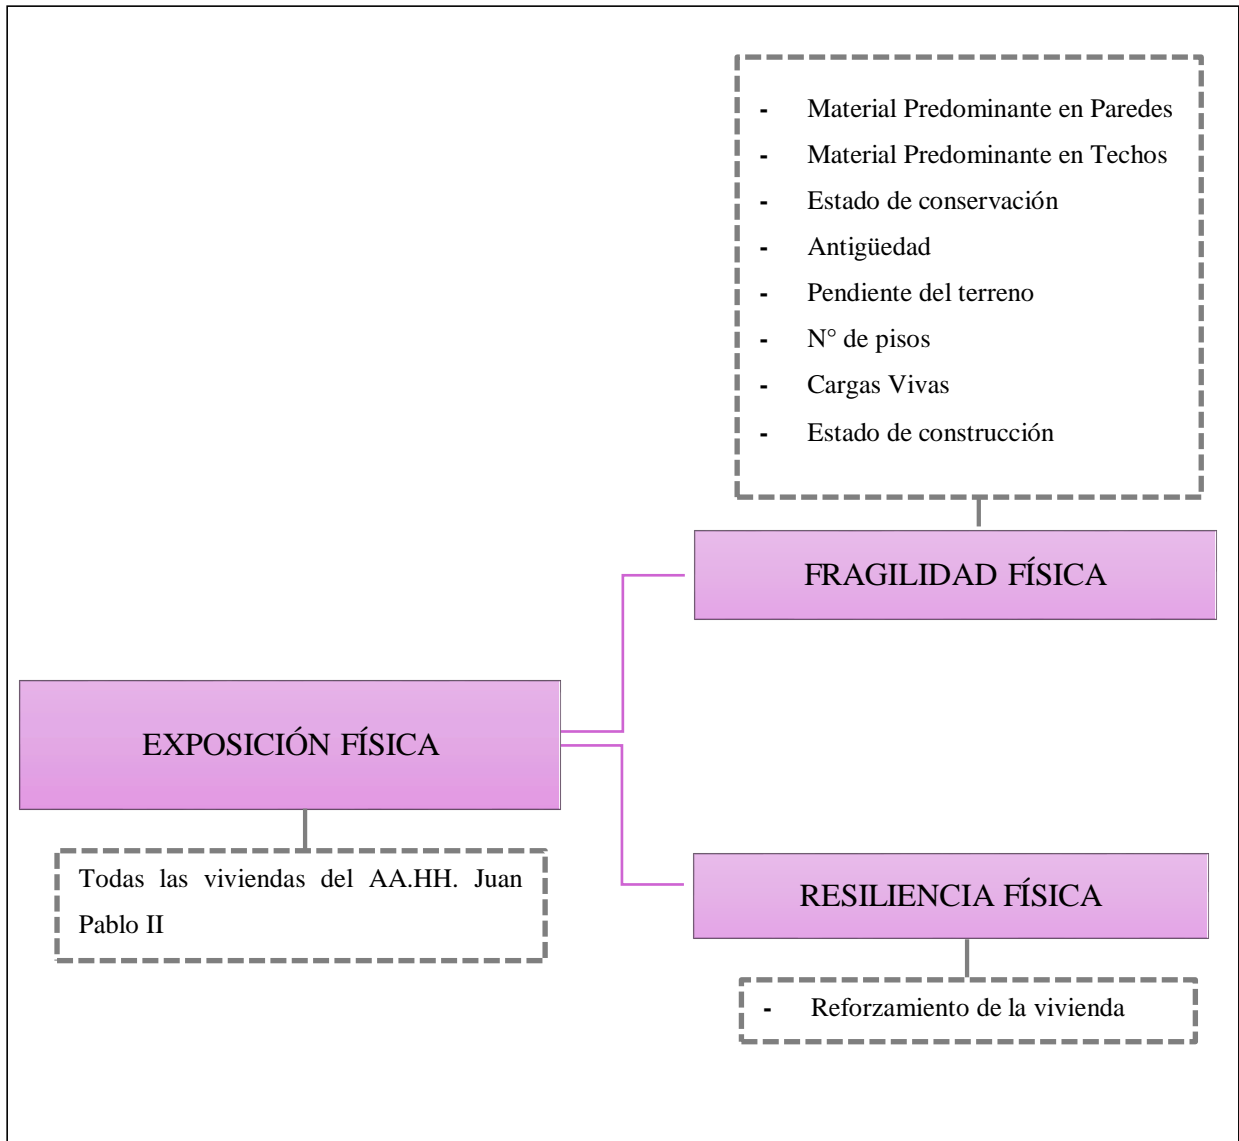 - Material Predominante en Paredes
- Material Predominante en Techos
- Estado de conservación
- Antigüedad
- Pendiente del terreno
- N° de pisos
- Cargas Vivas
- Estado de construcción
FRAGILIDAD FÍSICA
EXPOSICIÓN FÍSICA
Todas las viviendas del AA.HH. Juan
Pablo II
RESILIENCIA FÍSICA
- Reforzamiento de la vivienda